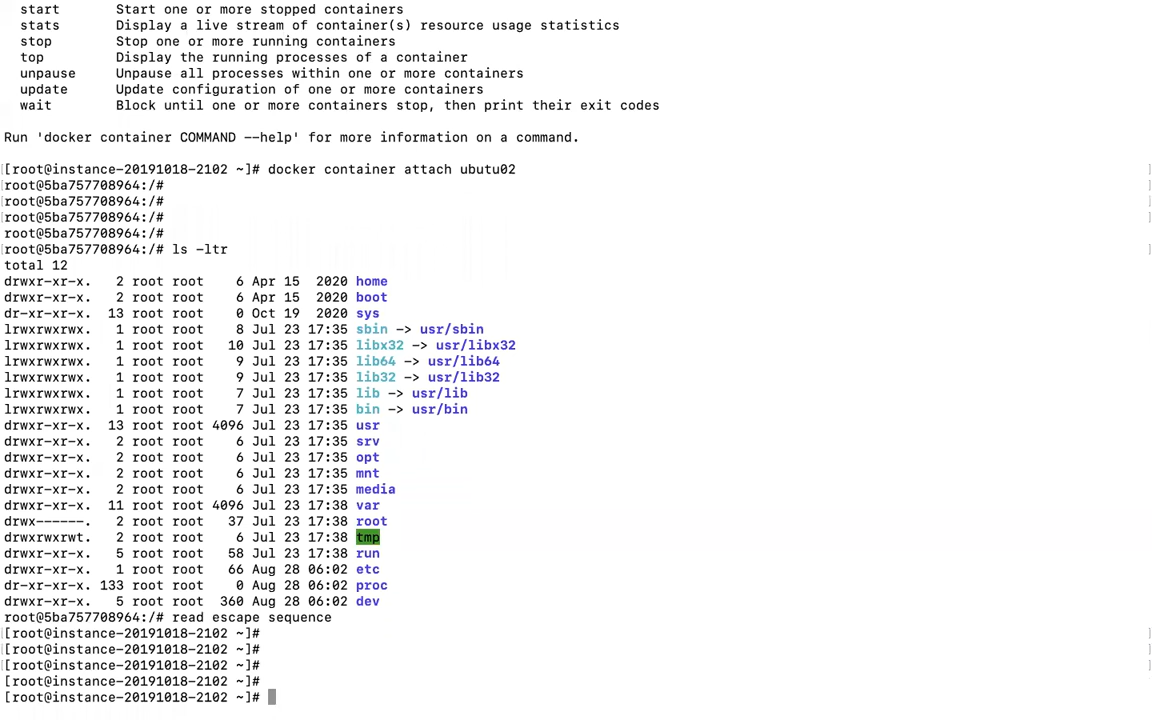 start       Start one or more stopped containers
stats       Display a live stream of container(s) resource usage statistics
stop        Stop one or more running containers
top         Display the running processes of a container
unpause     Unpause all processes within one or more containers
update      Update configuration of one or more containers
wait        Block until one or more containers stop, then print their exit codes
Run 'docker container COMMAND --help' for more information on a command.
[root@instance-20191018-2102 ~]# docker container attach ubutu02
root@5ba757708964:/#
root@5ba757708964:/#
root@5ba757708964:/#
root@5ba757708964:/#
root@5ba757708964:/# ls -ltr
total 12
drwxr-xr-x.   2 root root    6 Apr 15  2020 home
drwxr-xr-x.   2 root root    6 Apr 15  2020 boot
dr-xr-xr-x.  13 root root    0 Oct 19  2020 sys
lrwxrwxrwx.   1 root root    8 Jul 23 17:35 sbin -> usr/sbin
lrwxrwxrwx.   1 root root   10 Jul 23 17:35 libx32 -> usr/libx32
lrwxrwxrwx.   1 root root    9 Jul 23 17:35 lib64 -> usr/lib64
lrwxrwxrwx.   1 root root    9 Jul 23 17:35 lib32 -> usr/lib32
lrwxrwxrwx.   1 root root    7 Jul 23 17:35 lib -> usr/lib
lrwxrwxrwx.   1 root root    7 Jul 23 17:35 bin -> usr/bin
drwxr-xr-x.  13 root root 4096 Jul 23 17:35 usr
drwxr-xr-x.   2 root root    6 Jul 23 17:35 srv
drwxr-xr-x.   2 root root    6 Jul 23 17:35 opt
drwxr-xr-x.   2 root root    6 Jul 23 17:35 mnt
drwxr-xr-x.   2 root root    6 Jul 23 17:35 media
drwxr-xr-x.  11 root root 4096 Jul 23 17:38 var
drwx------.   2 root root   37 Jul 23 17:38 root
drwxrwxrwt.   2 root root    6 Jul 23 17:38 tmp
drwxr-xr-x.   5 root root   58 Jul 23 17:38 run
drwxr-xr-x.   1 root root   66 Aug 28 06:02 etc
dr-xr-xr-x. 133 root root    0 Aug 28 06:02 proc
drwxr-xr-x.   5 root root  360 Aug 28 06:02 dev
root@5ba757708964:/# read escape sequence
[root@instance-20191018-2102 ~]#
[root@instance-20191018-2102 ~]#
[root@instance-20191018-2102 ~]#
[root@instance-20191018-2102 ~]#
[root@instance-20191018-2102 ~]#